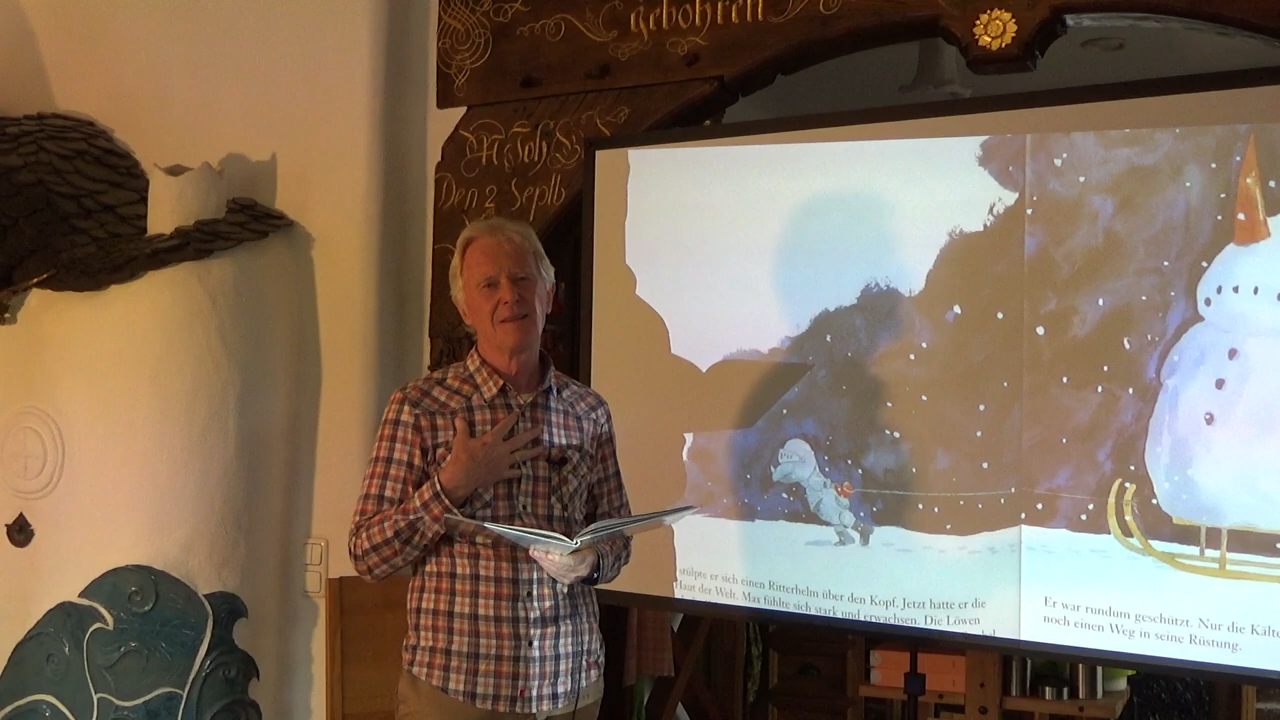 gebohren
Den 2 Septb
stülpte er sich einen Ritterhelm über den Kopf. Jetzt hatte er die
Haut der Welt. Max fühlte sich stark und erwachsen. Die Löwen
Er war rundum geschützt. Nur die Kälte
noch einen Weg in seine Rüstung.